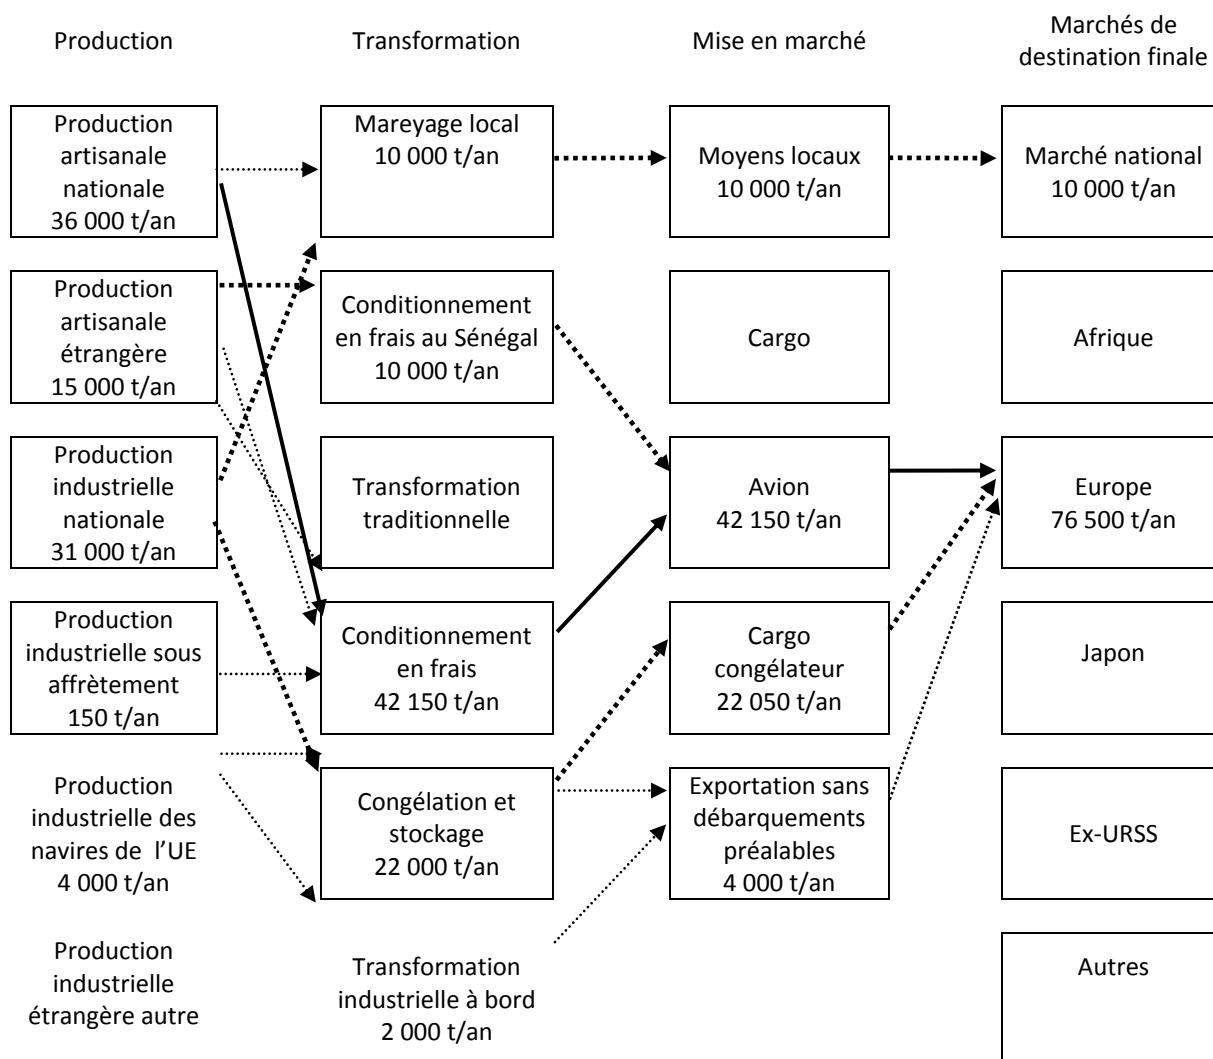 Production
Transformation
Mise en marché
Marchés de
destination finale
Production
artisanale
nationale
36 000 t/an
Mareyage local
10 000 t/an
Moyens locaux
10 000 t/an
Marché national
10 000 t/an
Production
artisanale
étrangère
15 000 t/an
Conditionnement
en frais au Sénégal
10 000 t/an
Cargo
Afrique
Production
industrielle
nationale
31 000 t/an
Transformation
traditionnelle
Avion
42 150 t/an
Europe
76 500 t/an
Production
industrielle sous
affrètement
150 t/an
Conditionnement
en frais
42 150 t/an
Cargo
congélateur
22 050 t/an
Japon
Production
industrielle des
navires de l’UE
4 000 t/an
Congélation et
stockage
22 000 t/an
Exportation sans
débarquements
préalables
4 000 t/an
Ex-URSS
Production
industrielle
étrangère autre
Transformation
industrielle à bord
2 000 t/an
Autres